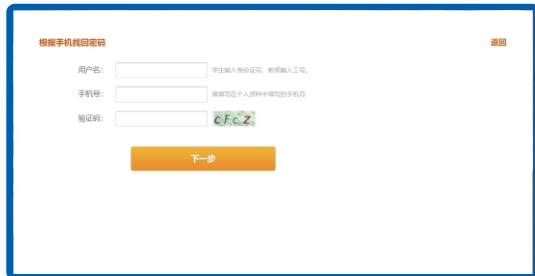 根据手机找回密码 返回
用户名： 学生输入身份证号，教师输入工号。
手机号： 请填写在个人资料中填写的手机号
验证码： cFcZ
下一步